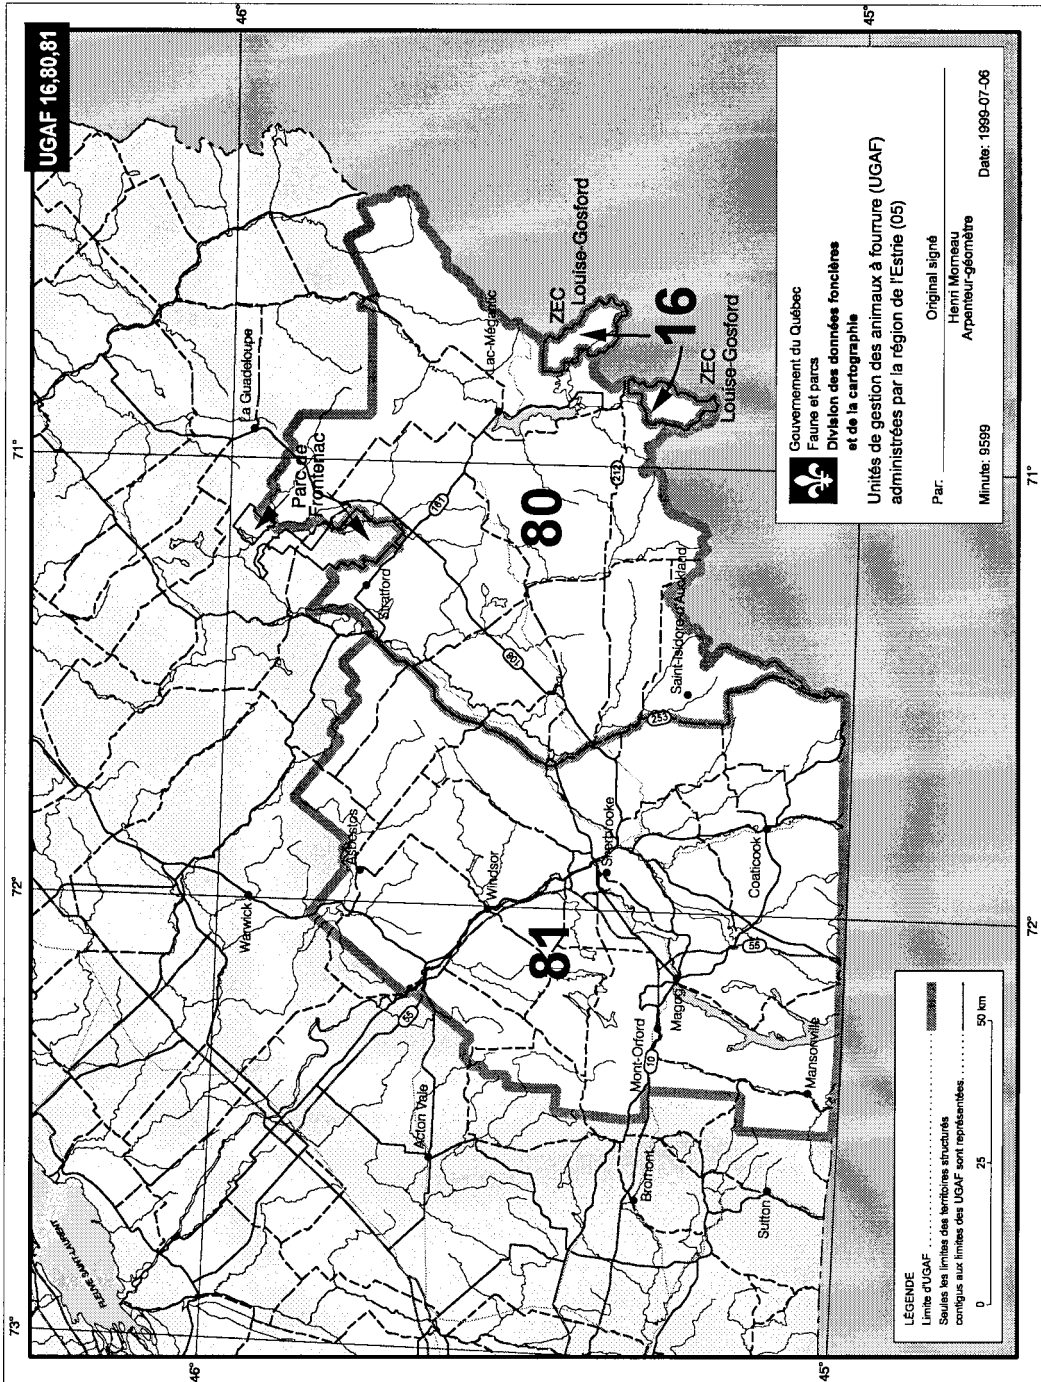 UGAF 16,80,81
73°
72°
71°
46°
46°
45°
45°
72°
71°
FLEUVE SAINT-LAURENT
Warwick
La Guadeloupe
Parc de
Frontenac
Asbestos
Stratford
Acton Vale
Windsor
Lac-Mégantic
55
161
108
81
80
16
ZEC
Louise-Gosford
ZEC
Louise-Gosford
Sherbrooke
Mont-Orford
Magog
Bromont
10
212
253
55
Saint-Isidore-d'Auckland
Coaticook
Mansonville
Sutton
LÉGENDE
Limite d'UGAF
Seules les limites des territoires structurés
contigus aux limites des UGAF sont représentées.
0 25 50 km
Gouvernement du Québec
Faune et parcs
Division des données foncières
et de la cartographie
Unités de gestion des animaux à fourrure (UGAF)
administrées par la région de l'Estrie (05)
Par: Original signé
Henri Morneau
Arpenteur-géomètre
Minute: 9599 Date: 1999-07-06